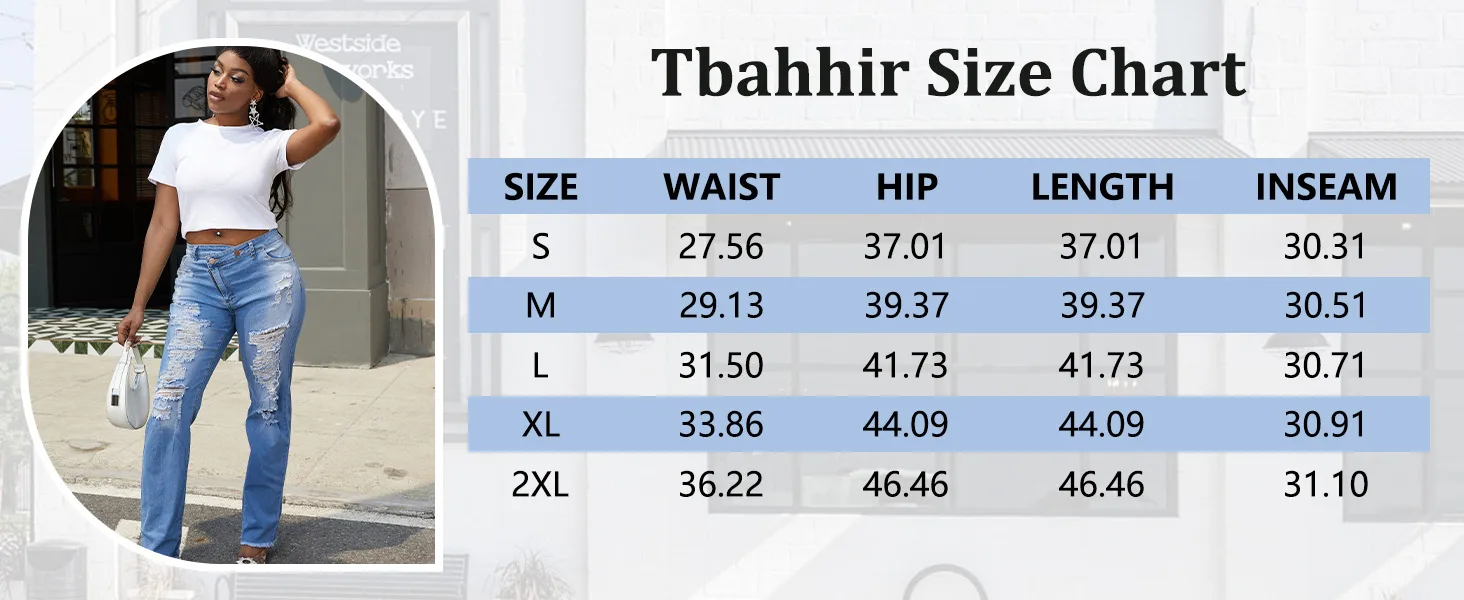 Westside
Tbahhir Size Chart
SIZE WAIST HIP LENGTH INSEAM
S 27.56 37.01 37.01 30.31
M 29.13 39.37 39.37 30.51
L 31.50 41.73 41.73 30.71
XL 33.86 44.09 44.09 30.91
2XL 36.22 46.46 46.46 31.10